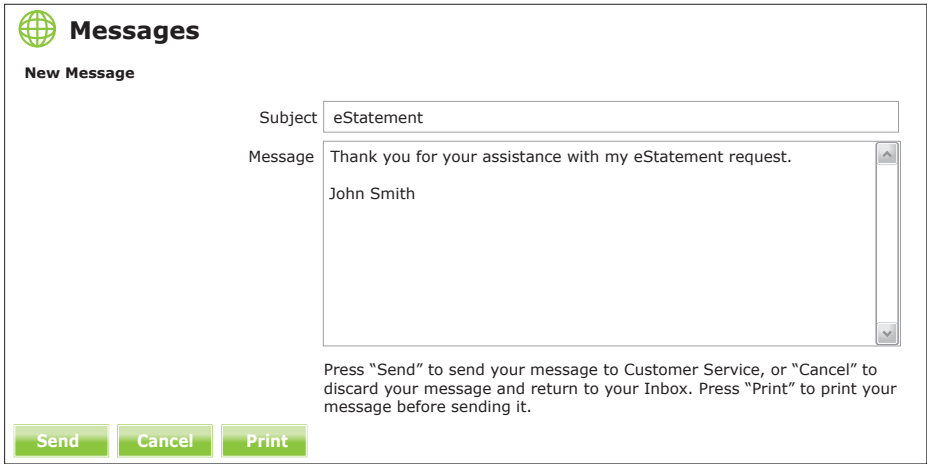 Messages
New Message
Subject eStatement
Message Thank you for your assistance with my eStatement request.
John Smith
Press “Send” to send your message to Customer Service, or “Cancel” to
discard your message and return to your Inbox. Press “Print” to print your
message before sending it.
Send Cancel Print